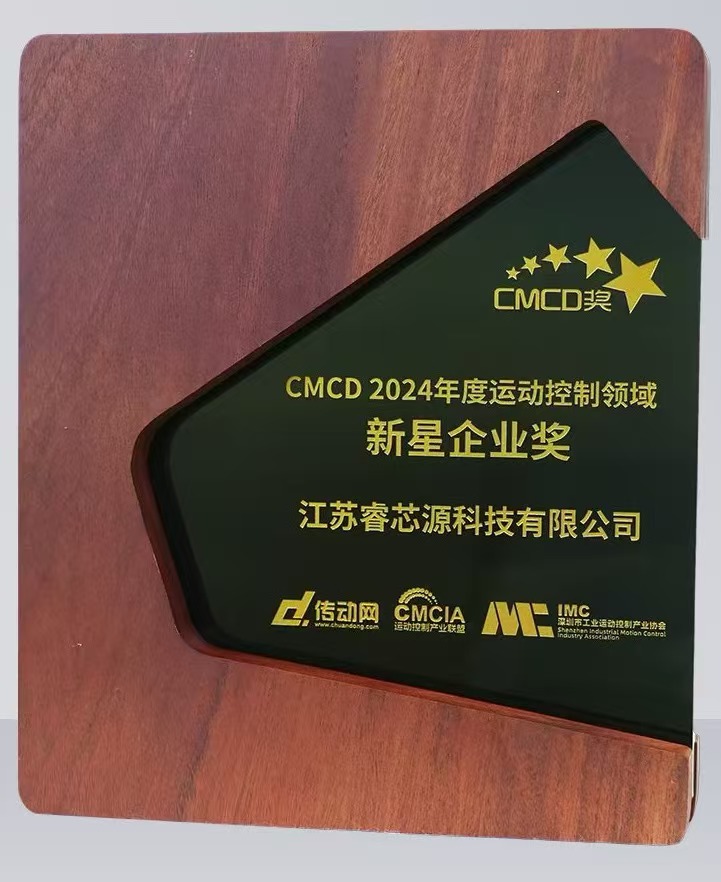 CMCD奖
CMCD 2024年度运动控制领域
新星企业奖
江苏睿芯源科技有限公司
传动网
www.chuandong.com
CMCIA
运动控制产业联盟
IMC
深圳市工业运动控制产业协会
Shenzhen Industrial Motion Control
Industry Association